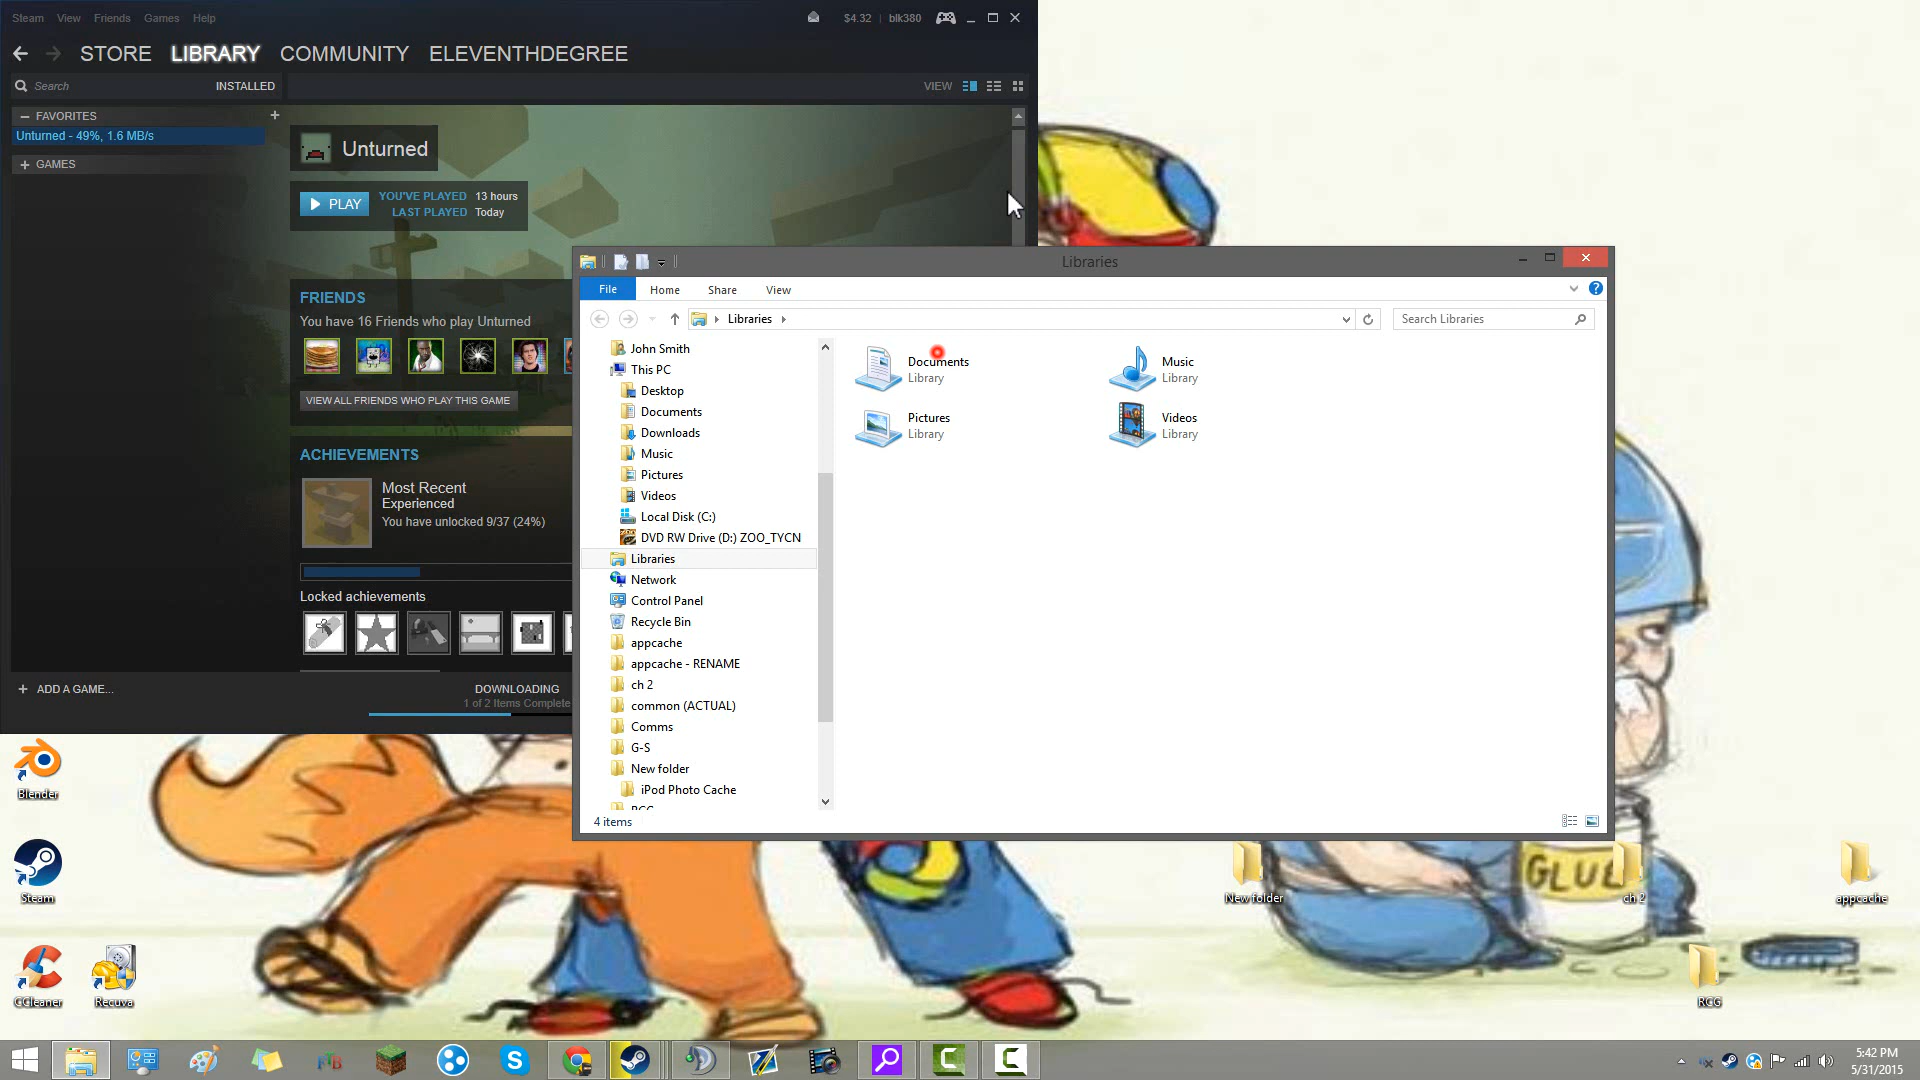 Steam View Friends Games Help
$4.32 | blk380
STORE LIBRARY COMMUNITY ELEVENTHDEGREE
Search INSTALLED
VIEW
— FAVORITES +
Unturned - 49%, 1.6 MB/s
+ GAMES
Unturned
PLAY
YOU'VE PLAYED 13 hours
LAST PLAYED Today
FRIENDS
You have 16 Friends who play Unturned
VIEW ALL FRIENDS WHO PLAY THIS GAME
ACHIEVEMENTS
Most Recent
Experienced
You have unlocked 9/37 (24%)
Locked achievements
+ ADD A GAME...
DOWNLOADING
1 of 2 Items Complete
Libraries
File Home Share View
Libraries
Search Libraries
John Smith
This PC
Desktop
Documents
Downloads
Music
Pictures
Videos
Local Disk (C:)
DVD RW Drive (D:) ZOO_TYCN
Libraries
Network
Control Panel
Recycle Bin
appcache
appcache - RENAME
ch 2
common (ACTUAL)
Comms
G-S
New folder
iPod Photo Cache
RCG
Documents
Library
Music
Library
Pictures
Library
Videos
Library
4 items
Blender
Steam
CCleaner
Recuva
GLUE
New folder
ch 2
appcache
RCG
5:42 PM
5/31/2015